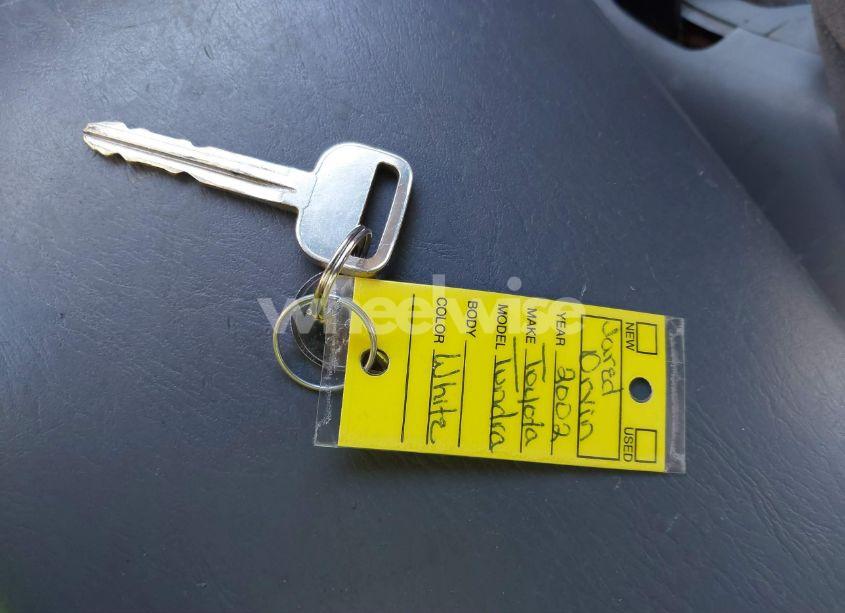 NEW USED
Jared
Orvin
YEAR 2002
MAKE Toyota
MODEL Tundra
BODY
COLOR White
wheelwise